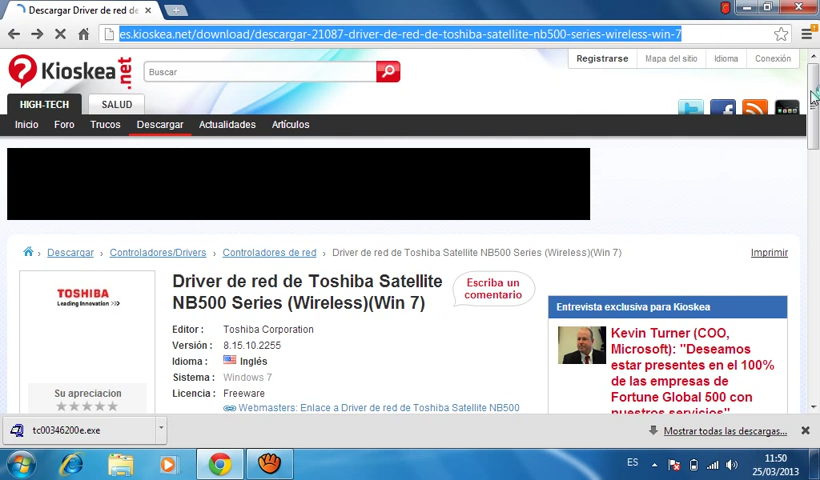 Descargar Driver de red d
es.kioskea.net/download/descargar-21087-driver-de-red-de-toshiba-satellite-nb500-series-wireless-win-7
Kioskea.net
Buscar
Registrarse
Mapa del sitio
Idioma
Conexión
HIGH-TECH
SALUD
Inicio
Foro
Trucos
Descargar
Actualidades
Artículos
Descargar
Controladores/Drivers
Controladores de red
Driver de red de Toshiba Satellite NB500 Series (Wireless)(Win 7)
Imprimir
TOSHIBA
Leading Innovation >>>
Su apreciacion
Driver de red de Toshiba Satellite
NB500 Series (Wireless)(Win 7)
Escriba un
comentario
Editor :
Toshiba Corporation
Versión :
8.15.10.2255
Idioma :
Inglés
Sistema :
Windows 7
Licencia :
Freeware
Webmasters: Enlace a Driver de red de Toshiba Satellite NB500
Entrevista exclusiva para Kioskea
Kevin Turner (COO,
Microsoft): "Deseamos
estar presentes en el 100%
de las empresas de
Fortune Global 500 con
nuestros servicios"
tc00346200e.exe
Mostrar todas las descargas...
ES
11:50
25/03/2013